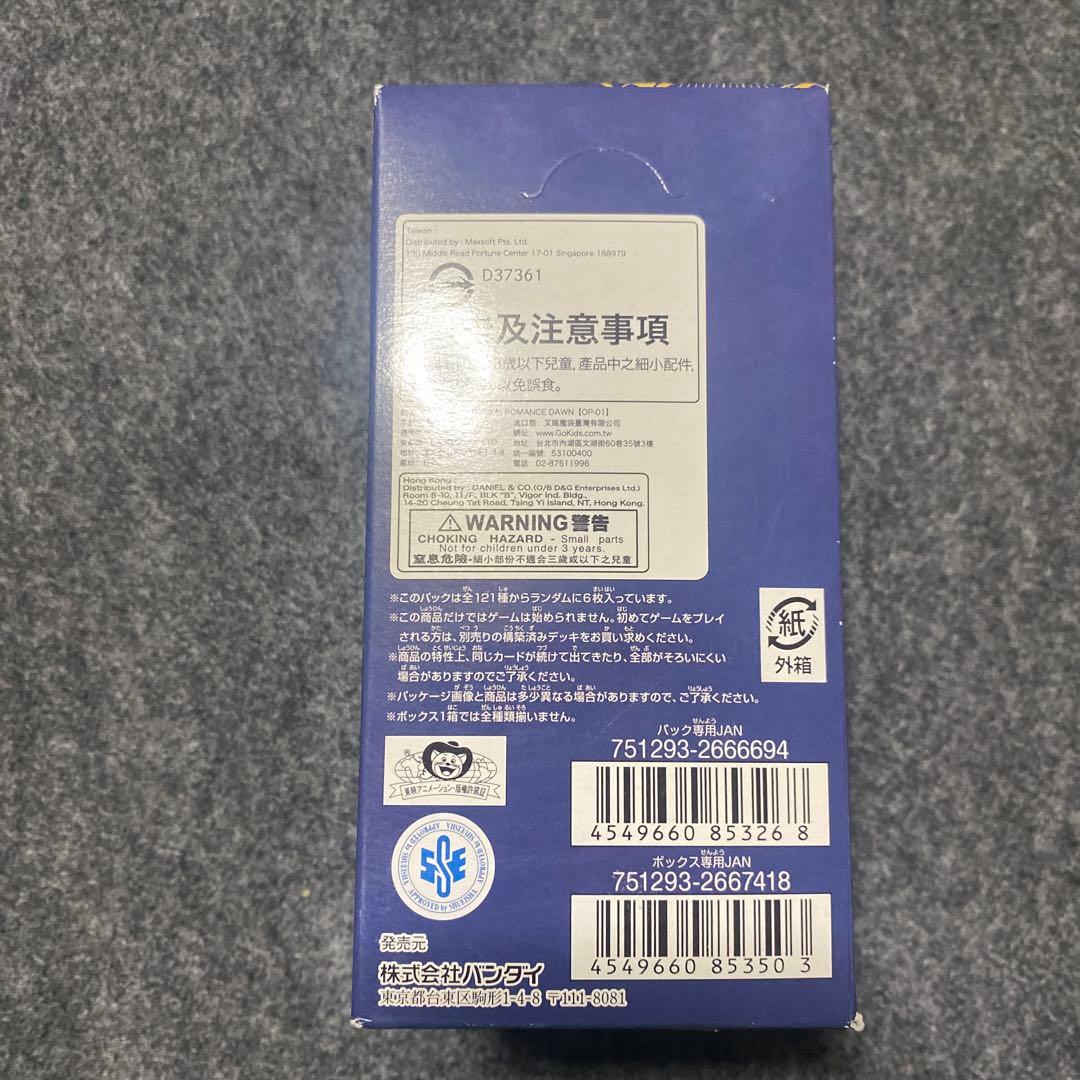 Taiwan :
Distributed by : Maxsoft Pte. Ltd.
190 Middle Road Fortune Center 17-01 Singapore 188979
D37361
及注意事項
歲以下兒童, 產品中之細小配件,
以免誤食。
ROMANCE DAWN【OP-01】
進口商: 艾賜魔袋臺灣有限公司
網址: www.GoKids.com.tw
地址: 台北市內湖區文湖街60巷35號3樓
統一編號: 53100400
電話: 02-87511996
Hong Kong :
Distributed by : DANIEL & CO.(O/B D&G Enterprises Ltd.)
Room 8-10, 11/F., BLK "B", Vigor Ind. Bldg.,
14-20 Cheung Tat Road, Tsing Yi Island, NT, Hong Kong.
WARNING 警告
CHOKING HAZARD - Small parts
Not for children under 3 years.
窒息危險-細小部份不適合三歲或以下之兒童
※このパックは全121種からランダムに6枚入っています。
※この商品だけではゲームは始められません。初めてゲームをプレイ
される方は、別売りの構築済みデッキをお買い求めください。
※商品の特性上、同じカードが続けて出てきたり、全部がそろいにくい
場合がありますのでご了承ください。
※パッケージ画像と商品は多少異なる場合がありますので、ご了承ください。
※ボックス1箱では全種類揃いません。
紙
外箱
パック専用JAN
751293-2666694
4549660 853268
ボックス専用JAN
751293-2667418
4549660 853503
東映アニメーション・版権許諾証
APPROVED by SHUEISHA
SSE
発売元
株式会社バンダイ
東京都台東区駒形1-4-8 〒111-8081